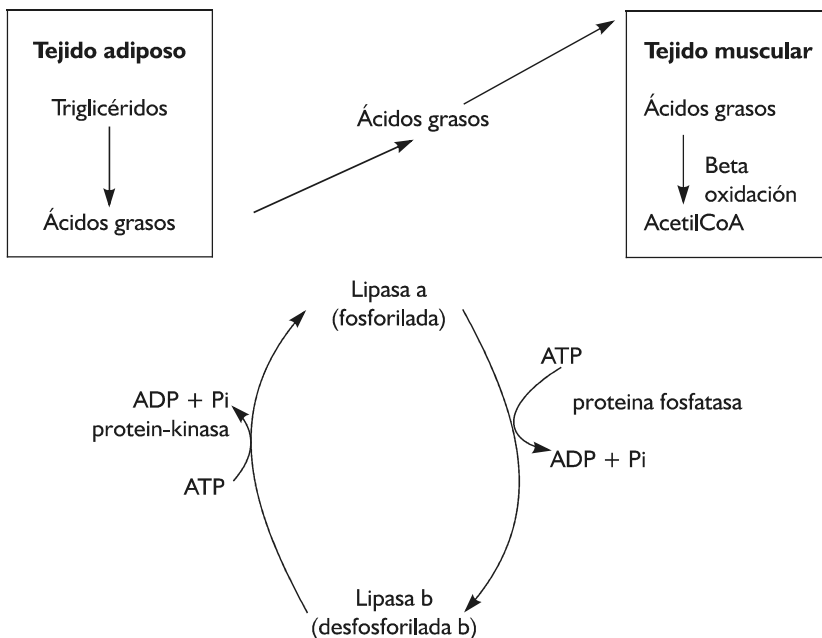 Tejido adiposo
Triglicéridos
Ácidos grasos
Ácidos grasos
Tejido muscular
Ácidos grasos
Beta
oxidación
AcetilCoA
Lipasa a
(fosforilada)
ADP + Pi
protein-kinasa
ATP
ATP
proteina fosfatasa
ADP + Pi
Lipasa b
(desfosforilada b)